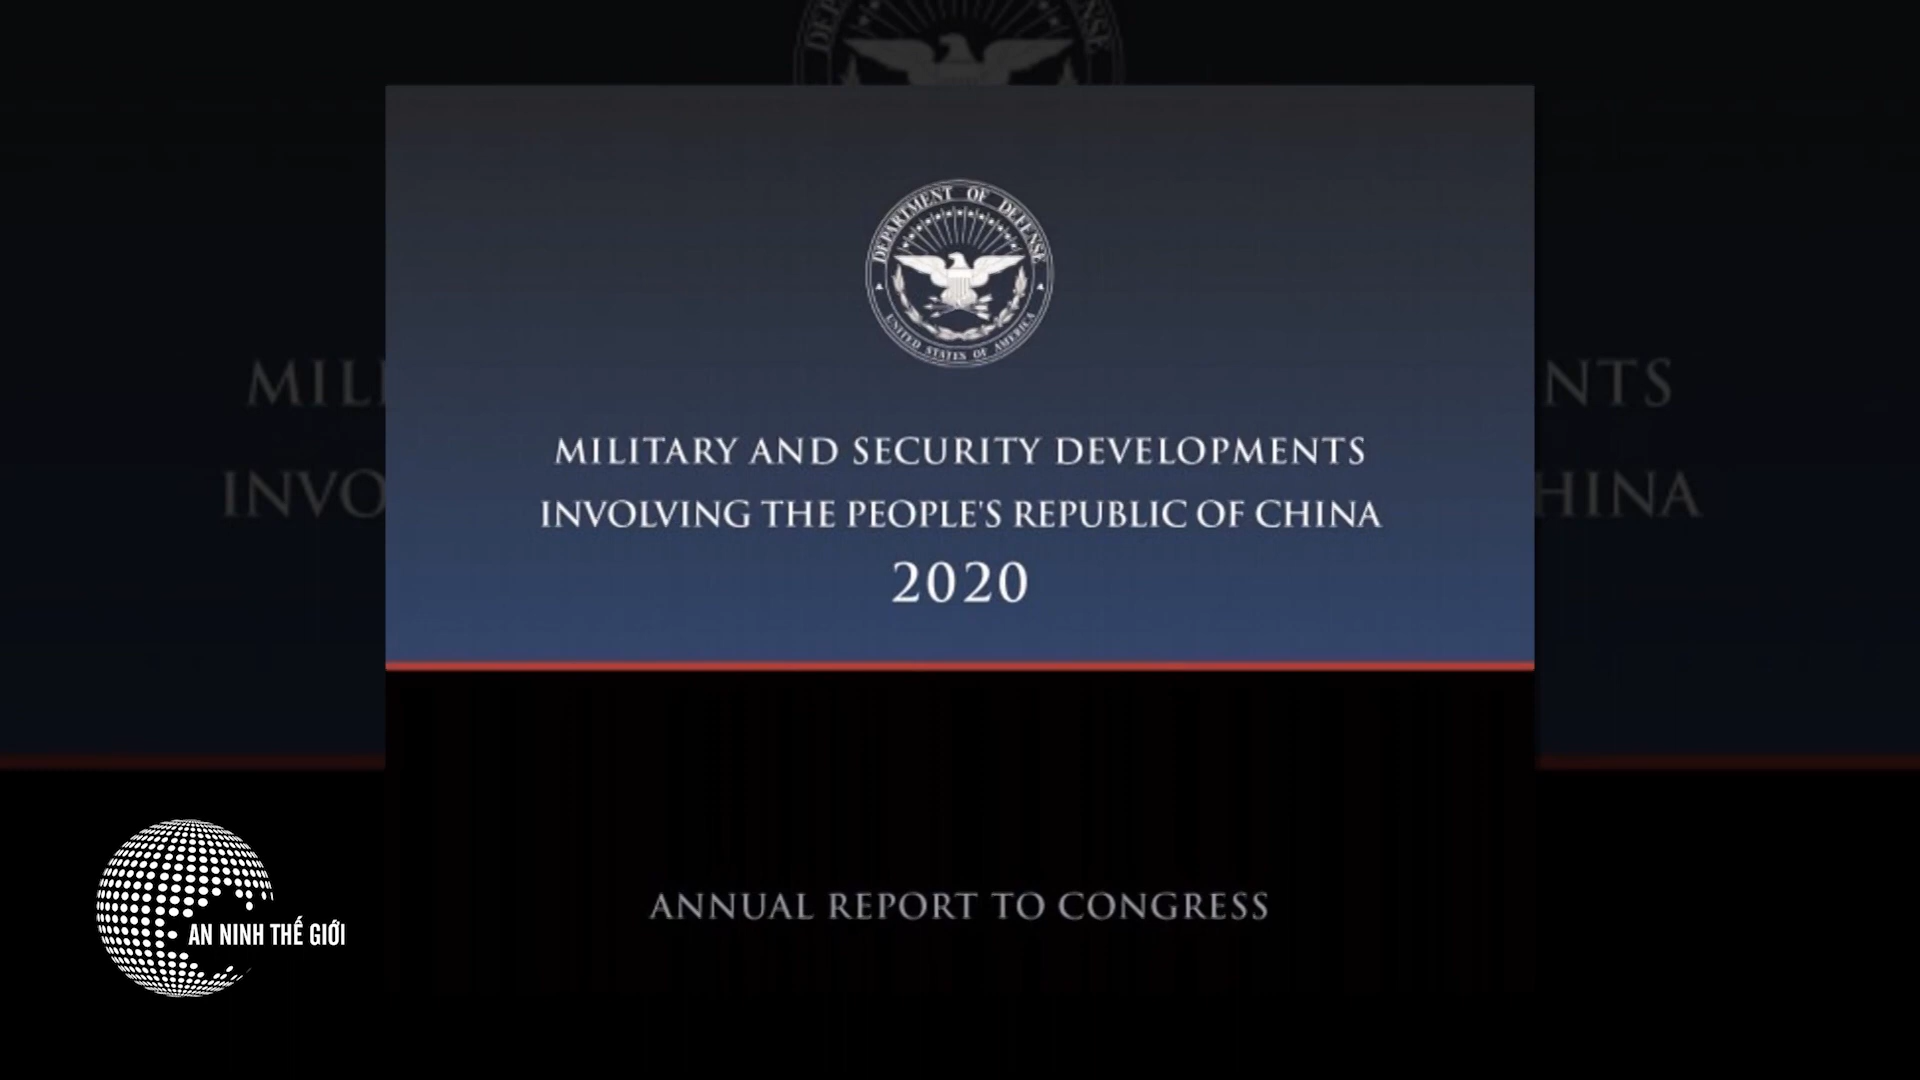 DEPARTMENT OF DEFENSE
UNITED STATES OF AMERICA
MILITARY AND SECURITY DEVELOPMENTS
INVOLVING THE PEOPLE'S REPUBLIC OF CHINA
2020
ANNUAL REPORT TO CONGRESS
AN NINH THẾ GIỚI